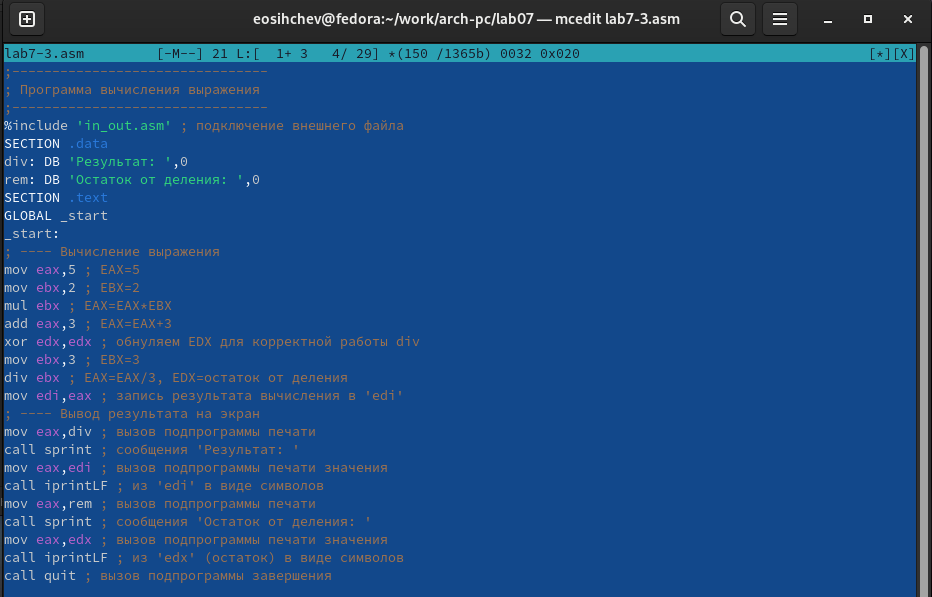 eosihchev@fedora:~/work/arch-pc/lab07 — mcedit lab7-3.asm
lab7-3.asm [-M--] 21 L:[ 1+ 3 4/ 29] *(150 /1365b) 0032 0x020 [*][X]
;--------------------------------
; Программа вычисления выражения
;--------------------------------
%include 'in_out.asm' ; подключение внешнего файла
SECTION .data
div: DB 'Результат: ',0
rem: DB 'Остаток от деления: ',0
SECTION .text
GLOBAL _start
_start:
; ---- Вычисление выражения
mov eax,5 ; EAX=5
mov ebx,2 ; EBX=2
mul ebx ; EAX=EAX*EBX
add eax,3 ; EAX=EAX+3
xor edx,edx ; обнуляем EDX для корректной работы div
mov ebx,3 ; EBX=3
div ebx ; EAX=EAX/3, EDX=остаток от деления
mov edi,eax ; запись результата вычисления в 'edi'
; ---- Вывод результата на экран
mov eax,div ; вызов подпрограммы печати
call sprint ; сообщения 'Результат: '
mov eax,edi ; вызов подпрограммы печати значения
call iprintLF ; из 'edi' в виде символов
mov eax,rem ; вызов подпрограммы печати
call sprint ; сообщения 'Остаток от деления: '
mov eax,edx ; вызов подпрограммы печати значения
call iprintLF ; из 'edx' (остаток) в виде символов
call quit ; вызов подпрограммы завершения